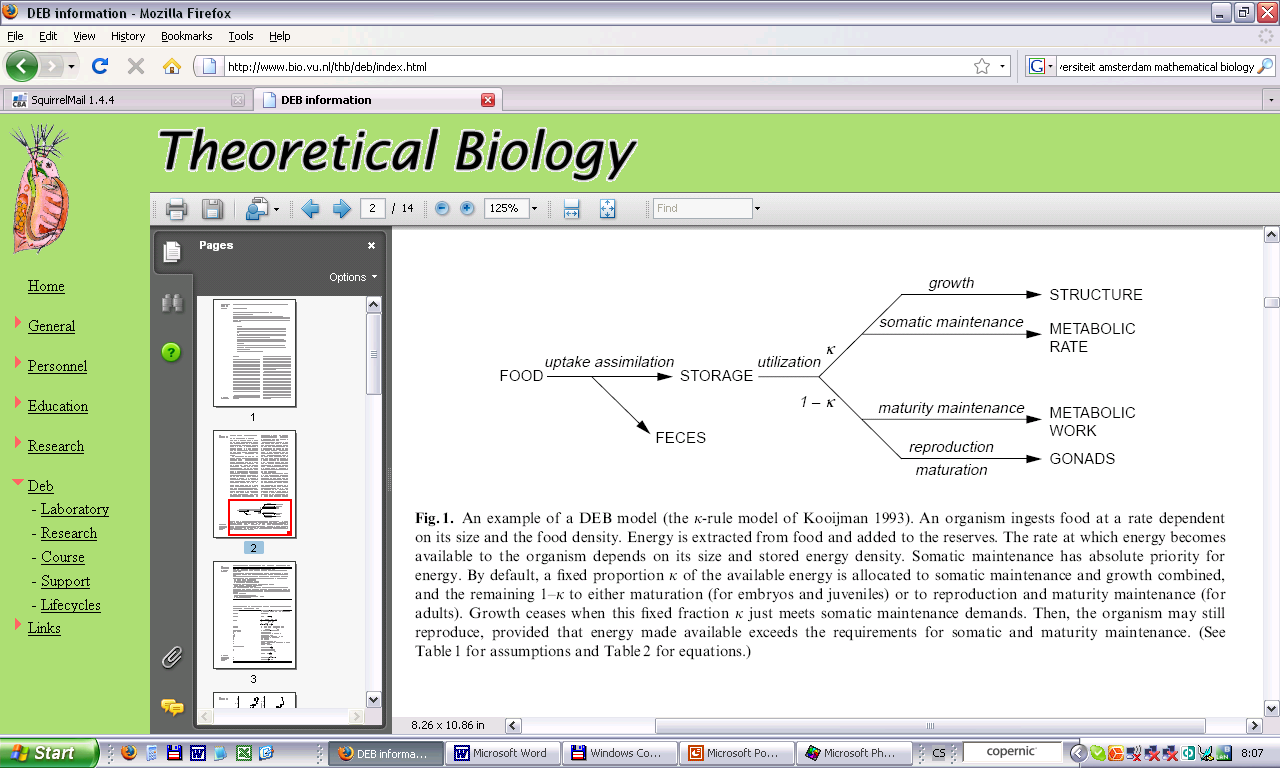 DEB information - Mozilla Firefox
File Edit View History Bookmarks Tools Help
http://www.bio.vu.nl/thb/deb/index.html
G versiteit amsterdam mathematical biology
SquirrelMail 1.4.4
DEB information
Theoretical Biology
2 / 14
125%
Find
Pages
Options
Home
General
Personnel
Education
Research
Deb
- Laboratory
- Research
- Course
- Support
- Lifecycles
Links
1
2
3
growth
STRUCTURE
somatic maintenance
METABOLIC
RATE
κ
uptake assimilation
utilization
FOOD
STORAGE
1 – κ
maturity maintenance
METABOLIC
WORK
FECES
reproduction
GONADS
maturation
Fig. 1. An example of a DEB model (the κ-rule model of Kooijman 1993). An organism ingests food at a rate dependent
on its size and the food density. Energy is extracted from food and added to the reserves. The rate at which energy becomes
available to the organism depends on its size and stored energy density. Somatic maintenance has absolute priority for
energy. By default, a fixed proportion κ of the available energy is allocated to somatic maintenance and growth combined,
and the remaining 1–κ to either maturation (for embryos and juveniles) or to reproduction and maturity maintenance (for
adults). Growth ceases when this fixed fraction κ just meets somatic maintenance demands. Then, the organism may still
reproduce, provided that energy made available exceeds the requirements for somatic and maturity maintenance. (See
Table 1 for assumptions and Table 2 for equations.)
8.26 x 10.86 in
Start
DEB informa...
Microsoft Word
Windows Co...
Microsoft Po...
Microsoft Ph...
CS
copernic
8:07